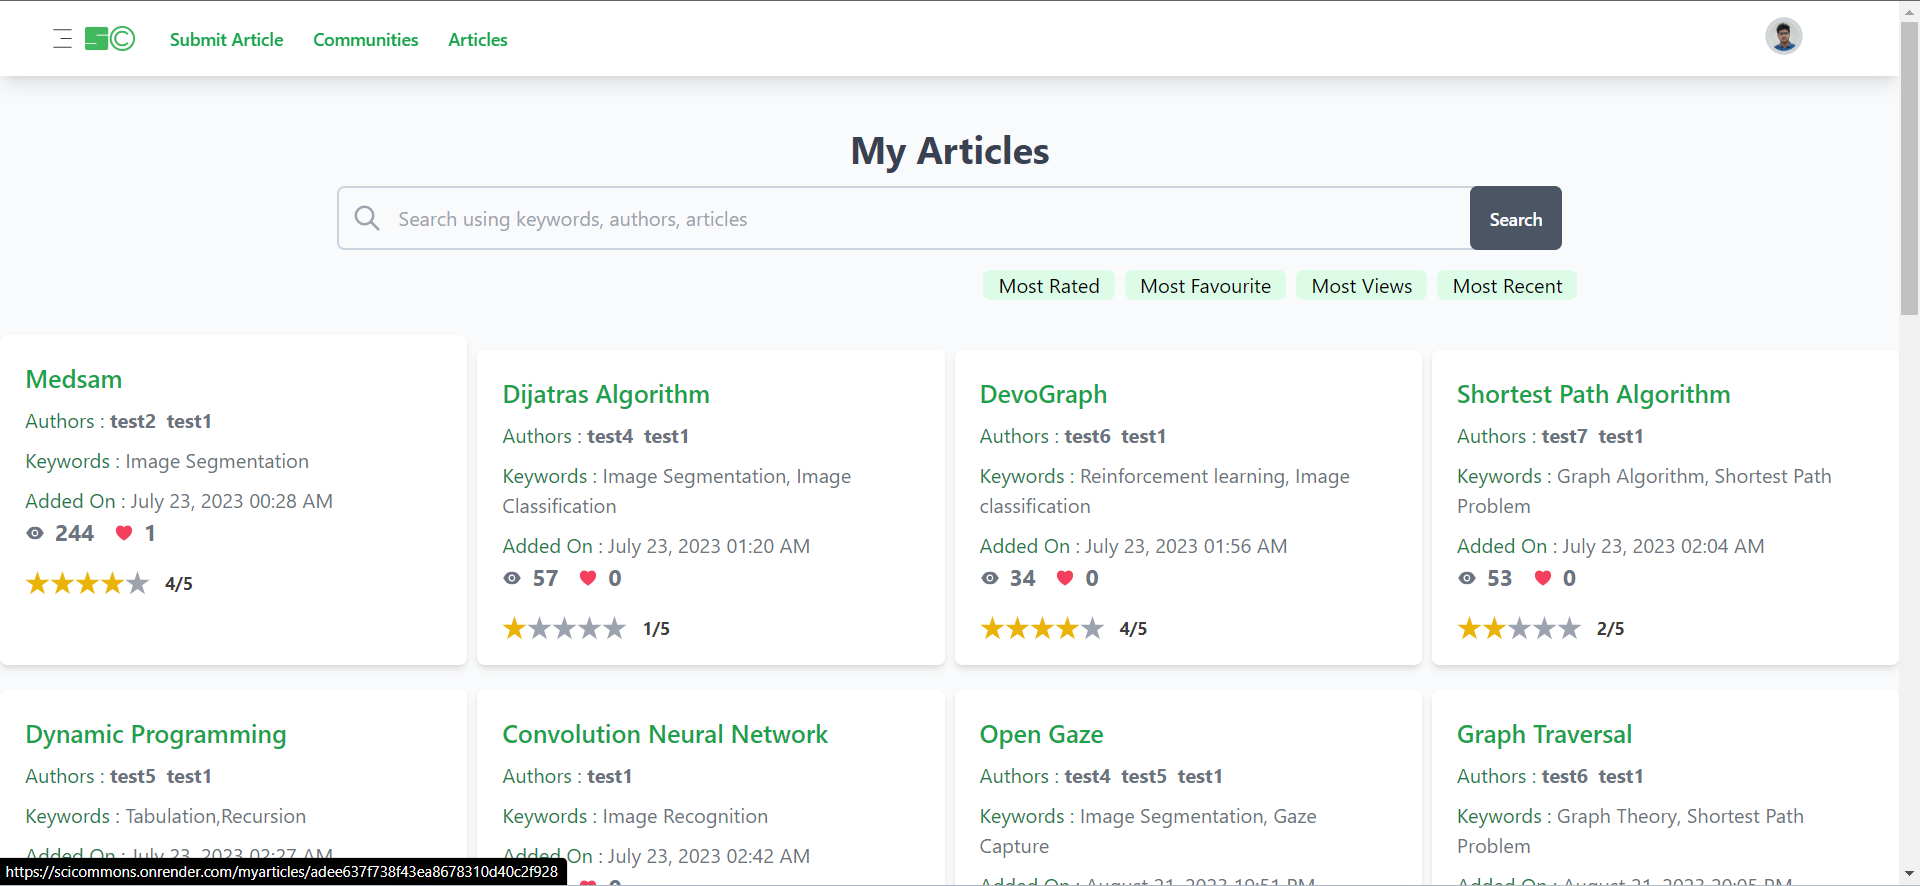 SC Submit Article Communities Articles
My Articles
Search using keywords, authors, articles
Search
Most Rated Most Favourite Most Views Most Recent
Medsam
Authors : test2 test1
Keywords : Image Segmentation
Added On : July 23, 2023 00:28 AM
244 1
4/5
Dijatras Algorithm
Authors : test4 test1
Keywords : Image Segmentation, Image
Classification
Added On : July 23, 2023 01:20 AM
57 0
1/5
DevoGraph
Authors : test6 test1
Keywords : Reinforcement learning, Image
classification
Added On : July 23, 2023 01:56 AM
34 0
4/5
Shortest Path Algorithm
Authors : test7 test1
Keywords : Graph Algorithm, Shortest Path
Problem
Added On : July 23, 2023 02:04 AM
53 0
2/5
Dynamic Programming
Authors : test5 test1
Keywords : Tabulation,Recursion
Added On : July 23, 2023 02:27 AM
Convolution Neural Network
Authors : test1
Keywords : Image Recognition
Added On : July 23, 2023 02:42 AM
0
Open Gaze
Authors : test4 test5 test1
Keywords : Image Segmentation, Gaze
Capture
Added On : August 21, 2023 19:51 PM
Graph Traversal
Authors : test6 test1
Keywords : Graph Theory, Shortest Path
Problem
Added On : August 21, 2023 20:05 PM
https://scicommons.onrender.com/myarticles/adee637f738f43ea8678310d40c2f928